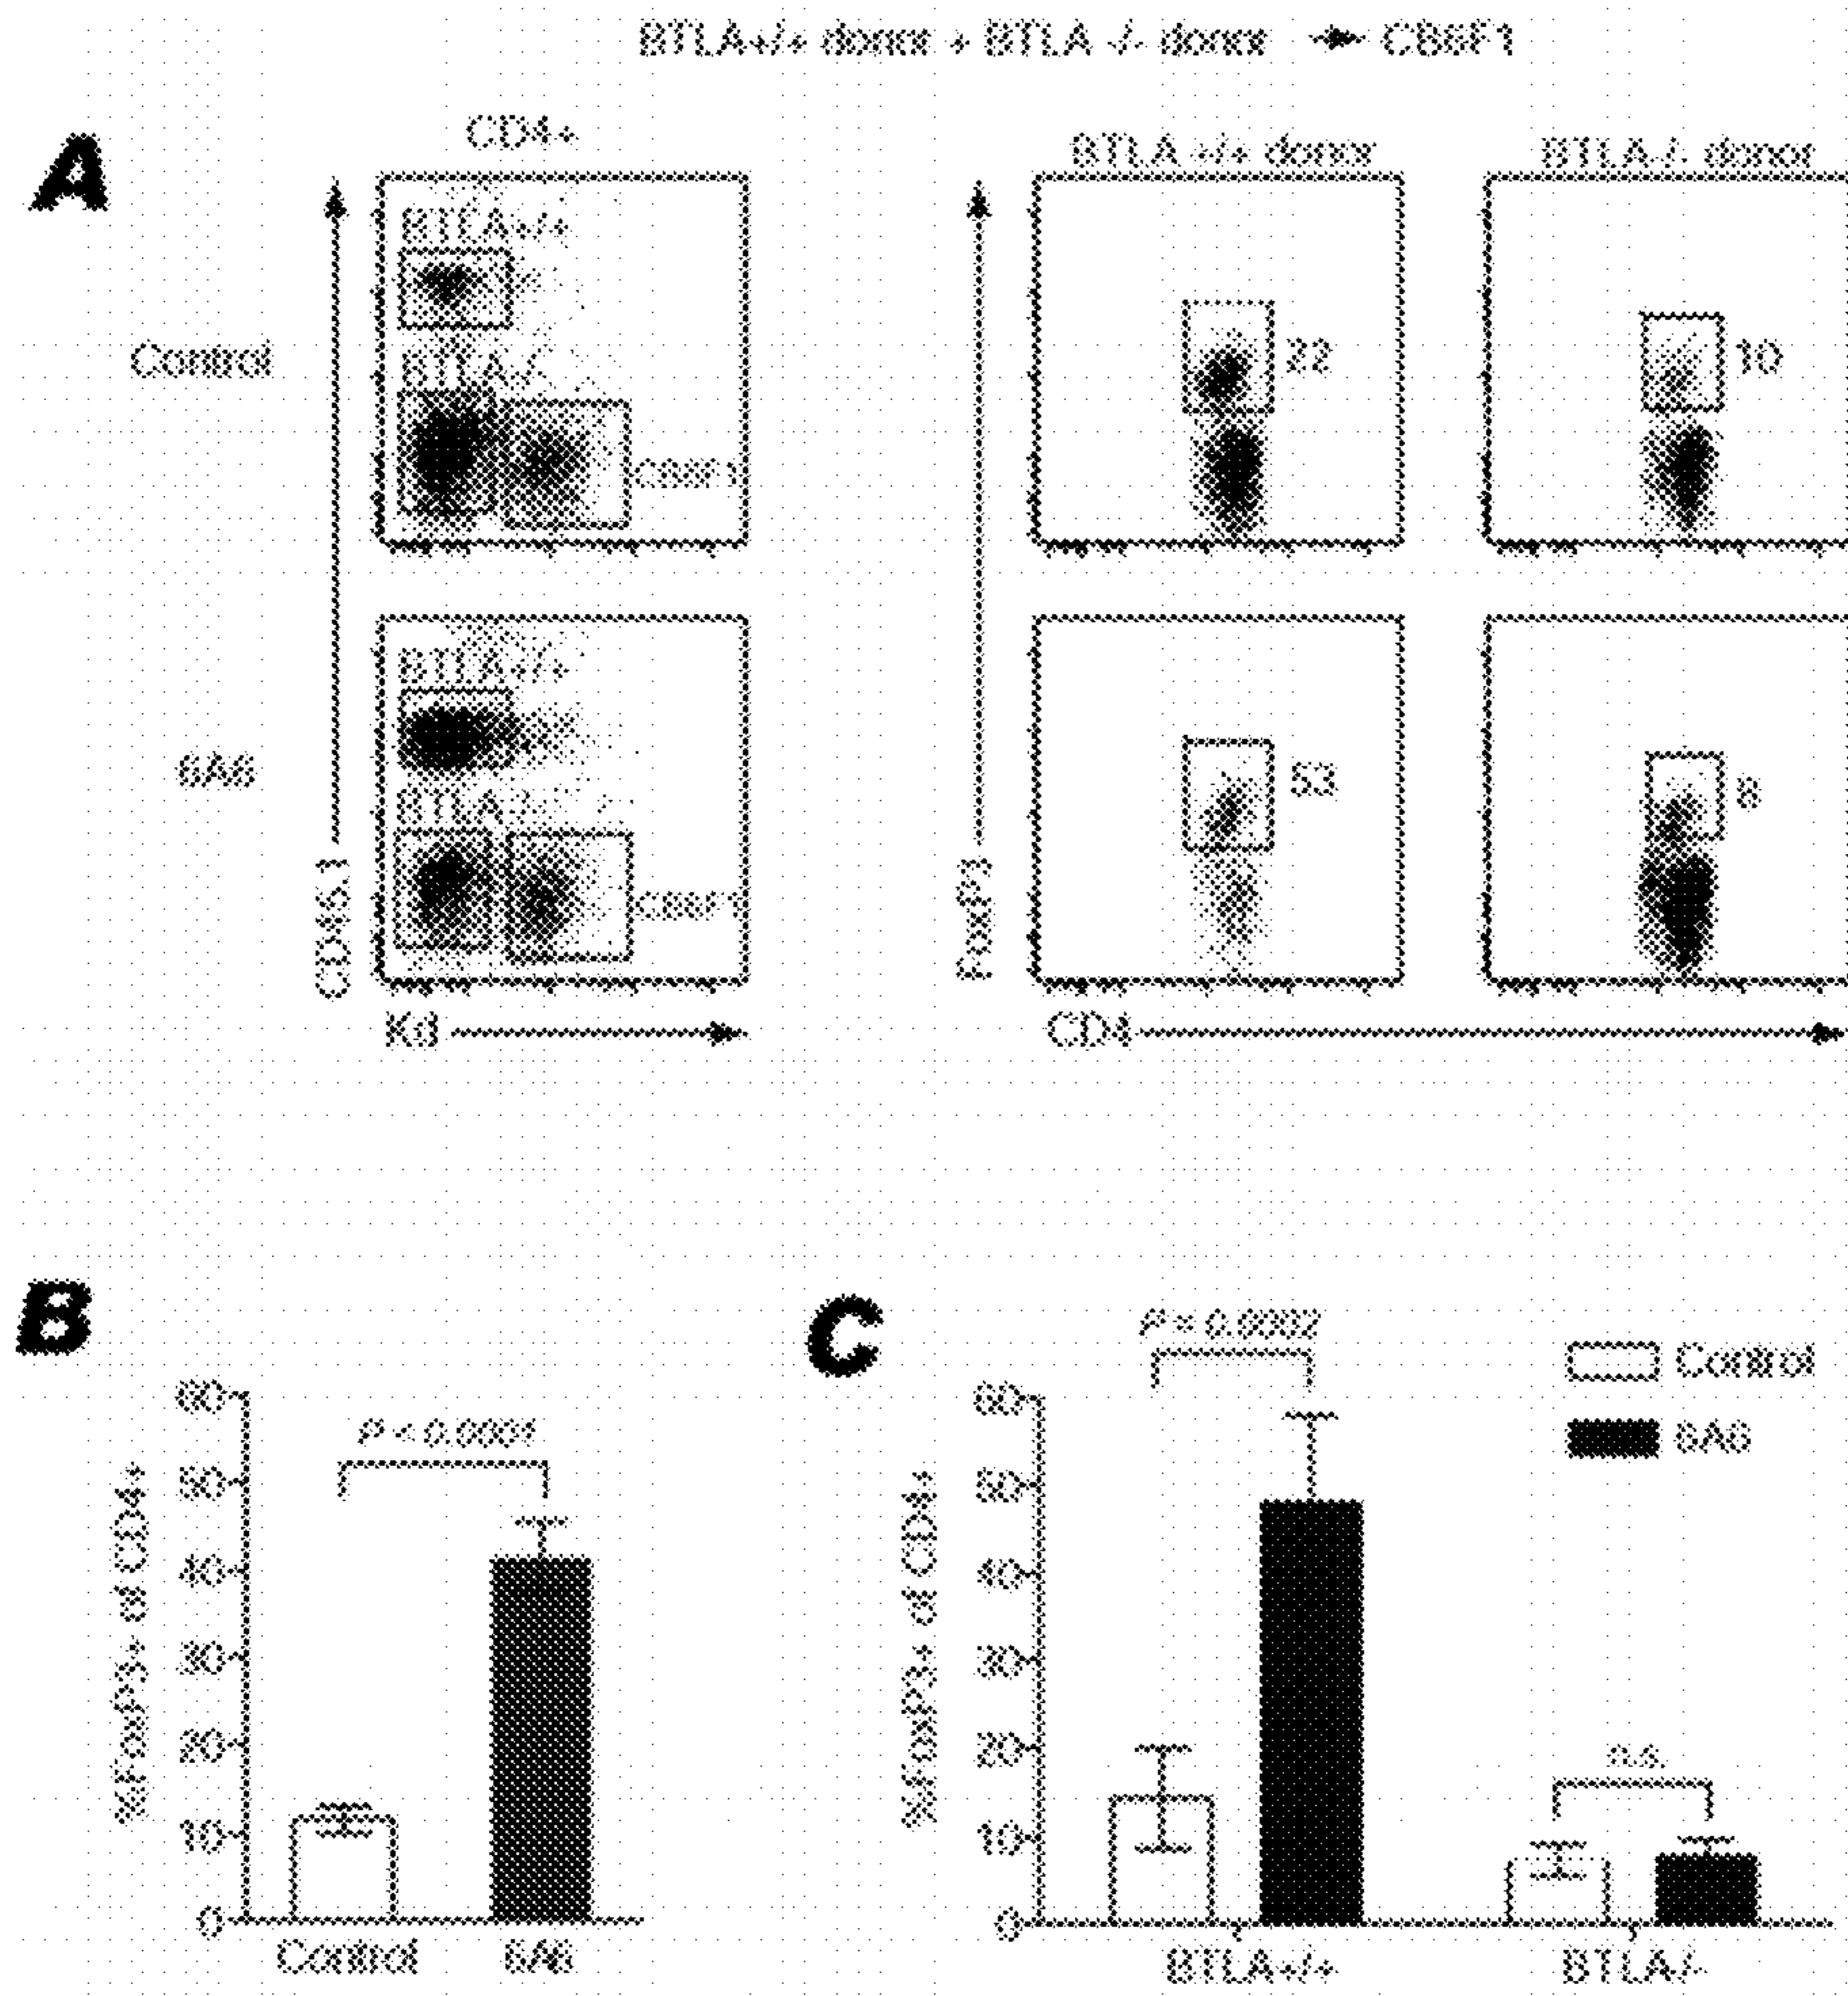 BTLA+/+ donor + BTLA -/- donor → CB6F1
A
CD4+
BTLA +/+ donor
BTLA-/- donor
Control
BTLA+/+
BTLA-/-
CB6F1
22
10
6A6
BTLA+/+
BTLA-/-
CB6F1
53
8
CD45.1
Kd
FoxP3
CD4
B
P < 0.0001
%FoxP3+ of CD4+
60
50
40
30
20
10
0
Control
6A6
C
P = 0.0002
Control
6A6
%FoxP3+ of CD4+
60
50
40
30
20
10
0
n.s.
BTLA+/+
BTLA-/-